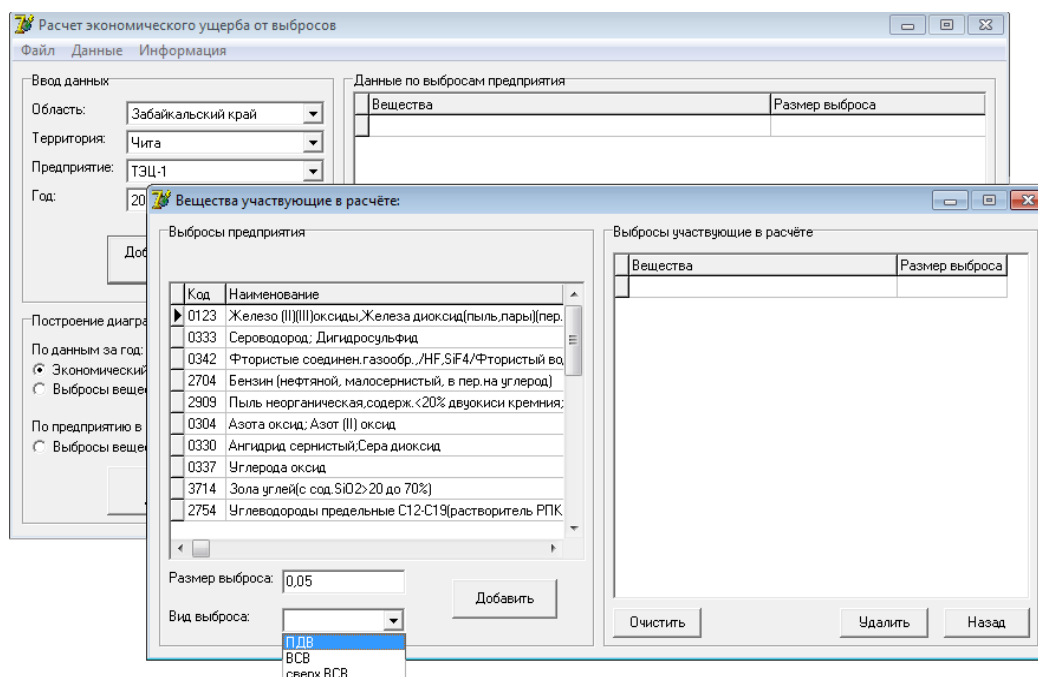 Расчет экономического ущерба от выбросов
Файл Данные Информация
Ввод данных
Область: Забайкальский край
Территория: Чита
Предприятие: ТЭЦ-1
Год: 20
Доб
Построение диагра
По данным за год:
Экономический
Выбросы вещес
По предприятию в
Выбросы вещес
Данные по выбросам предприятия
Вещества Размер выброса
Вещества участвующие в расчёте:
Выбросы предприятия
Код Наименование
0123 Железо (II)(III)оксиды,Железа диоксид(пыль,пары)(пер.
0333 Сероводород; Дигидросульфид
0342 Фтористые соединен.газообр.,/HF,SiF4/Фтористый во
2704 Бензин (нефтяной, малосернистый, в пер.на углерод)
2909 Пыль неорганическая,содерж.<20% двуокиси кремния;
0304 Азота оксид; Азот (II) оксид
0330 Ангидрид сернистый;Сера диоксид
0337 Углерода оксид
3714 Зола углей(с сод.SiO2>20 до 70%)
2754 Углеводороды предельные C12-C19(растворитель РПК
Размер выброса: 0,05
Вид выброса:
ПДВ
ВСВ
сверх ВСВ
Добавить
Выбросы участвующие в расчёте
Вещества Размер выброса
Очистить Удалить Назад